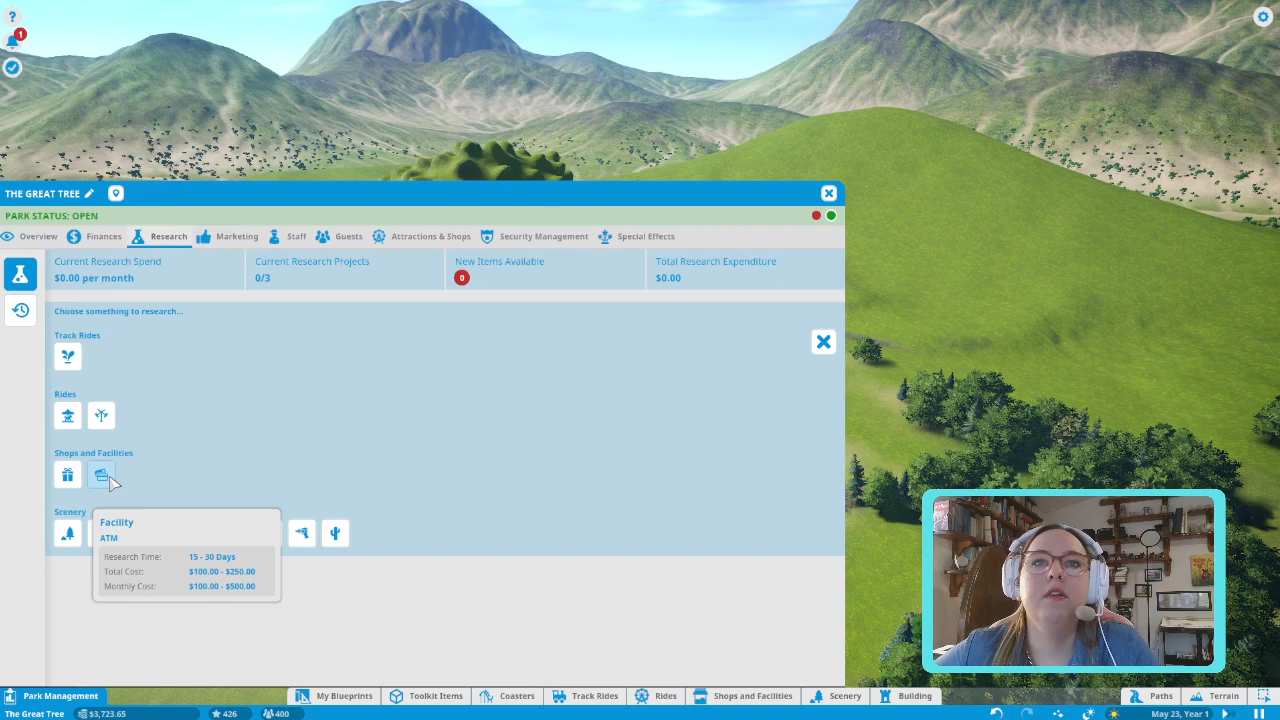 ?
1
THE GREAT TREE
PARK STATUS: OPEN
Overview Finances Research Marketing Staff Guests Attractions & Shops Security Management Special Effects
Current Research Spend Current Research Projects New Items Available Total Research Expenditure
$0.00 per month 0/3 0 $0.00
Choose something to research...
Track Rides
Rides
Shops and Facilities
Scenery
Facility
ATM
Research Time: 15 - 30 Days
Total Cost: $100.00 - $250.00
Monthly Cost: $100.00 - $500.00
Park Management My Blueprints Toolkit Items Coasters Track Rides Rides Shops and Facilities Scenery Building Paths Terrain
The Great Tree $3,723.65 426 400 May 23, Year 1